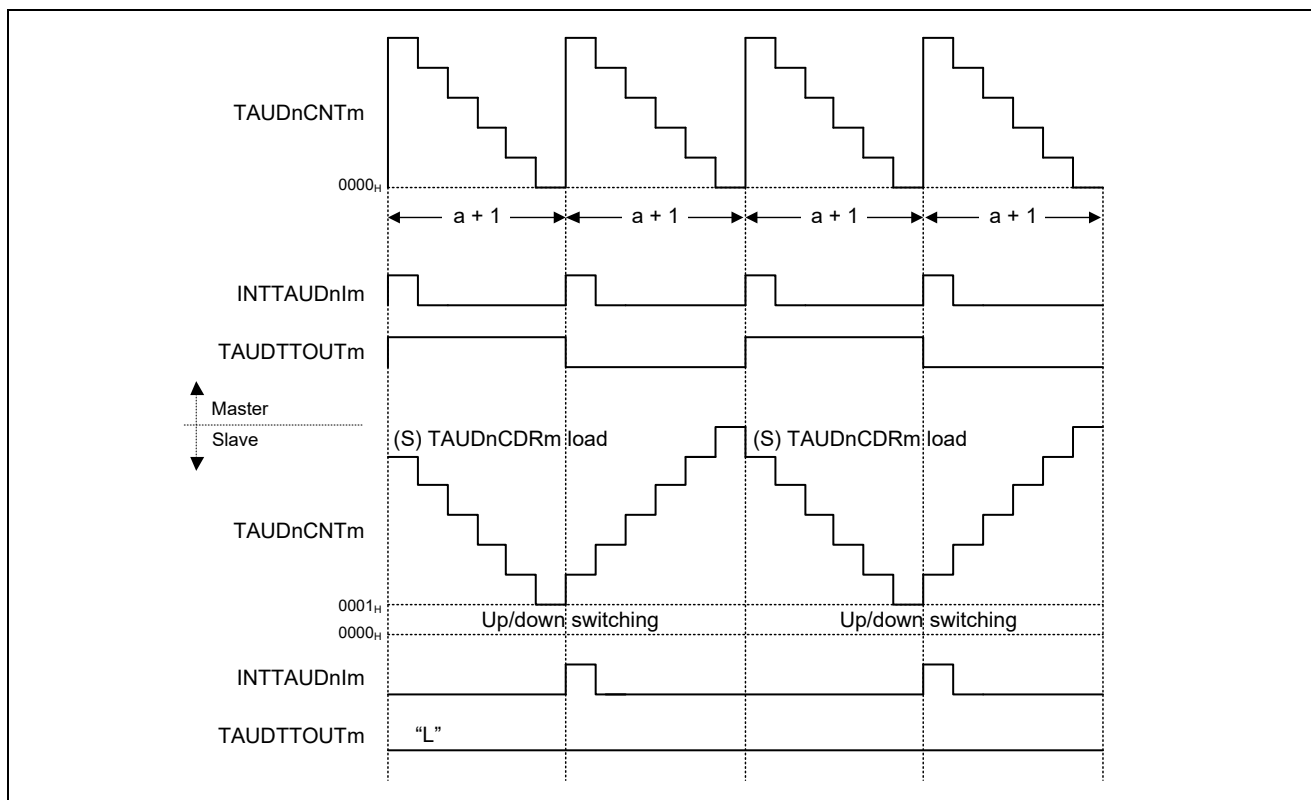 TAUDnCNTm
0000H
a + 1 a + 1 a + 1 a + 1
INTTAUDnIm
TAUDTTOUTm
Master
Slave
(S) TAUDnCDRm load (S) TAUDnCDRm load
TAUDnCNTm
0001H
Up/down switching Up/down switching
0000H
INTTAUDnIm
TAUDTTOUTm “L”